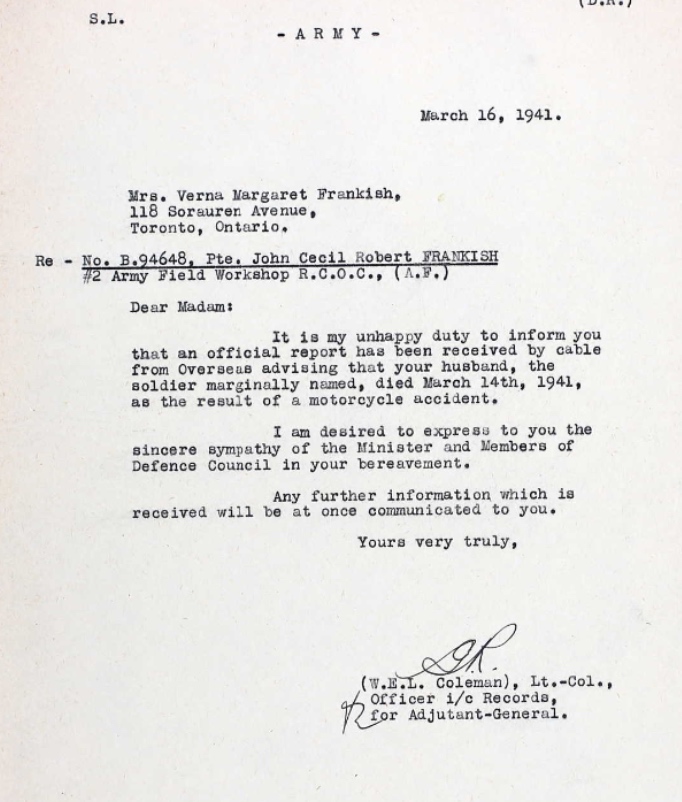 (D.R.)
S.L.
- A R M Y -
March 16, 1941.
Mrs. Verna Margaret Frankish,
118 Sorauren Avenue,
Toronto, Ontario.
Re - No. B.94648, Pte. John Cecil Robert FRANKISH
#2 Army Field Workshop R.C.O.C., (A.F.)
Dear Madam:
It is my unhappy duty to inform you
that an official report has been received by cable
from Overseas advising that your husband, the
soldier marginally named, died March 14th, 1941,
as the result of a motorcycle accident.
I am desired to express to you the
sincere sympathy of the Minister and Members of
Defence Council in your bereavement.
Any further information which is
received will be at once communicated to you.
Yours very truly,
(W.E.L. Coleman), Lt.-Col.,
Officer i/c Records,
for Adjutant-General.